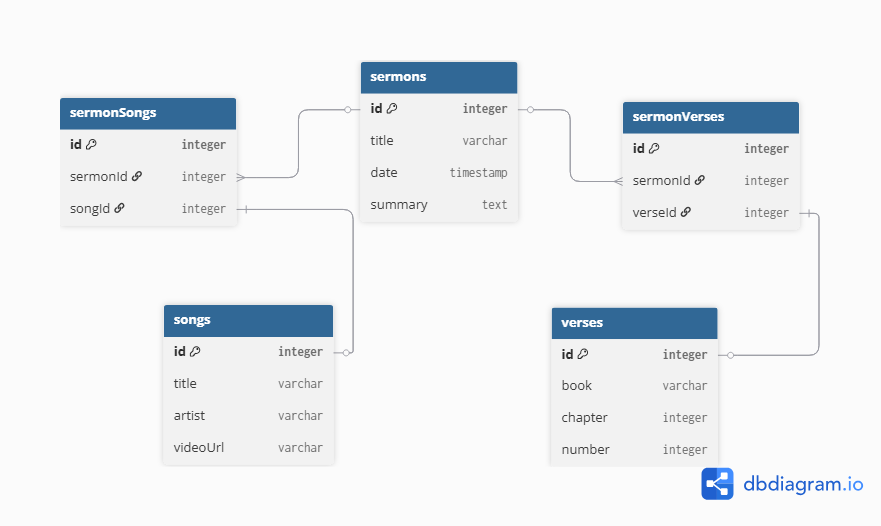 sermonSongs
id integer
sermonId integer
songId integer
sermons
id integer
title varchar
date timestamp
summary text
sermonVerses
id integer
sermonId integer
verseId integer
songs
id integer
title varchar
artist varchar
videoUrl varchar
verses
id integer
book varchar
chapter integer
number integer
dbdiagram.io